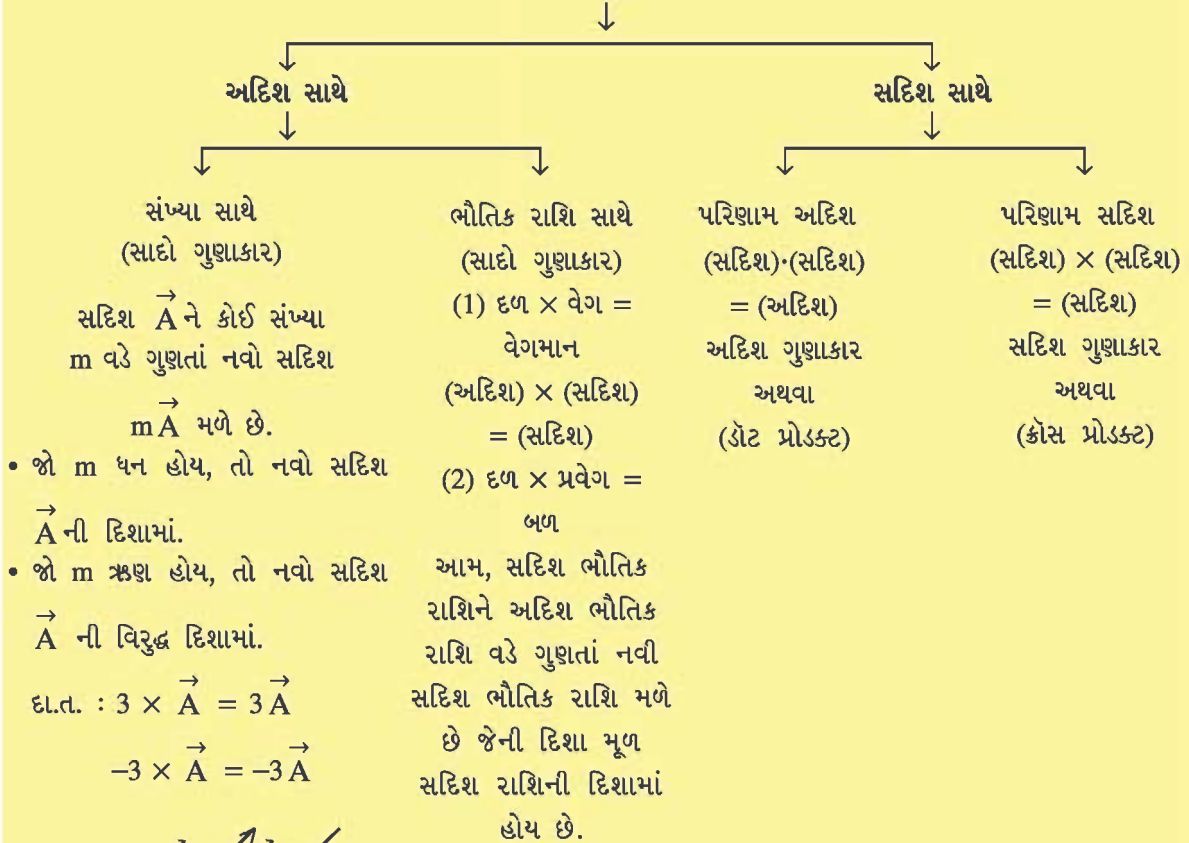 અદિશ સાથે
સદિશ સાથે
સંખ્યા સાથે
(સાદો ગુણાકાર)
સદિશ A⃗ ને કોઈ સંખ્યા
m વડે ગુણતાં નવો સદિશ
mA⃗ મળે છે.
• જો m ધન હોય, તો નવો સદિશ
A⃗ ની દિશામાં.
• જો m ઋણ હોય, તો નવો સદિશ
A⃗ ની વિરુદ્ધ દિશામાં.
દા.ત. : 3 × A⃗ = 3A⃗
−3 × A⃗ = −3A⃗
ભૌતિક રાશિ સાથે
(સાદો ગુણાકાર)
(1) દળ × વેગ =
વેગમાન
(અદિશ) × (સદિશ)
= (સદિશ)
(2) દળ × પ્રવેગ =
બળ
આમ, સદિશ ભૌતિક
રાશિને અદિશ ભૌતિક
રાશિ વડે ગુણતાં નવી
સદિશ ભૌતિક રાશિ મળે
છે જેની દિશા મૂળ
સદિશ રાશિની દિશામાં
હોય છે.
પરિણામ અદિશ
(સદિશ)·(સદિશ)
= (અદિશ)
અદિશ ગુણાકાર
અથવા
(ડૉટ પ્રોડક્ટ)
પરિણામ સદિશ
(સદિશ) × (સદિશ)
= (સદિશ)
સદિશ ગુણાકાર
અથવા
(ક્રૉસ પ્રોડક્ટ)